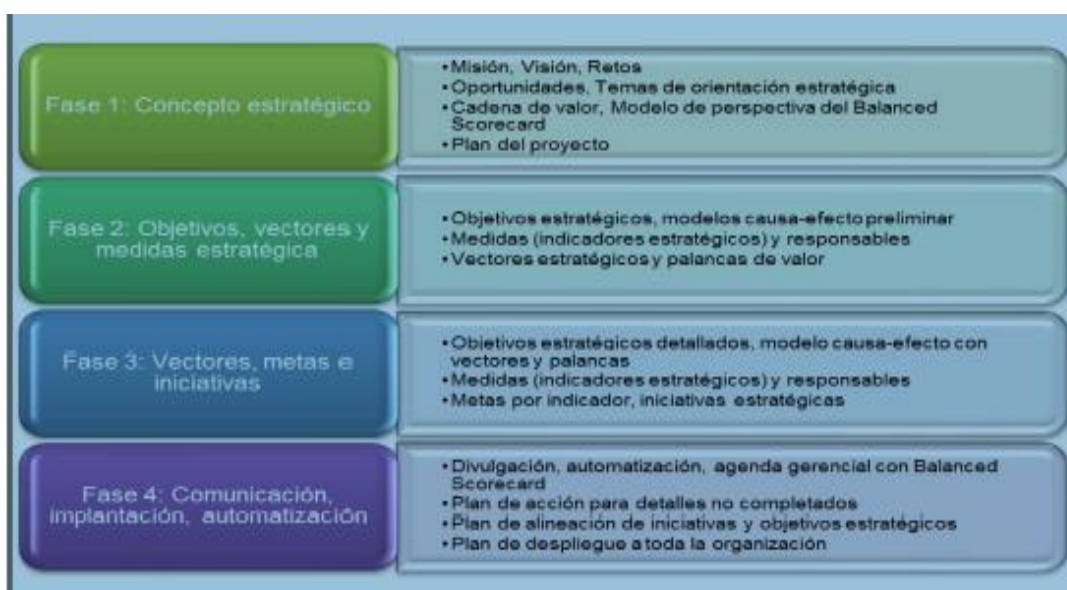 Fase 1: Concepto estratégico
•Misión, Visión, Retos
•Oportunidades, Temas de orientación estratégica
•Cadena de valor, Modelo de perspectiva del Balanced
Scorecard
•Plan del proyecto
Fase 2: Objetivos, vectores y
medidas estratégica
•Objetivos estratégicos, modelos causa-efecto preliminar
•Medidas (indicadores estratégicos) y responsables
•Vectores estratégicos y palancas de valor
Fase 3: Vectores, metas e
iniciativas
•Objetivos estratégicos detallados, modelo causa-efecto con
vectores y palancas
•Medidas (indicadores estratégicos) y responsables
•Metas por indicador, iniciativas estratégicas
Fase 4: Comunicación,
implantación, automatización
•Divulgación, automatización, agenda gerencial con Balanced
Scorecard
•Plan de acción para detalles no completados
•Plan de alineación de iniciativas y objetivos estratégicos
•Plan de despliegue a toda la organización